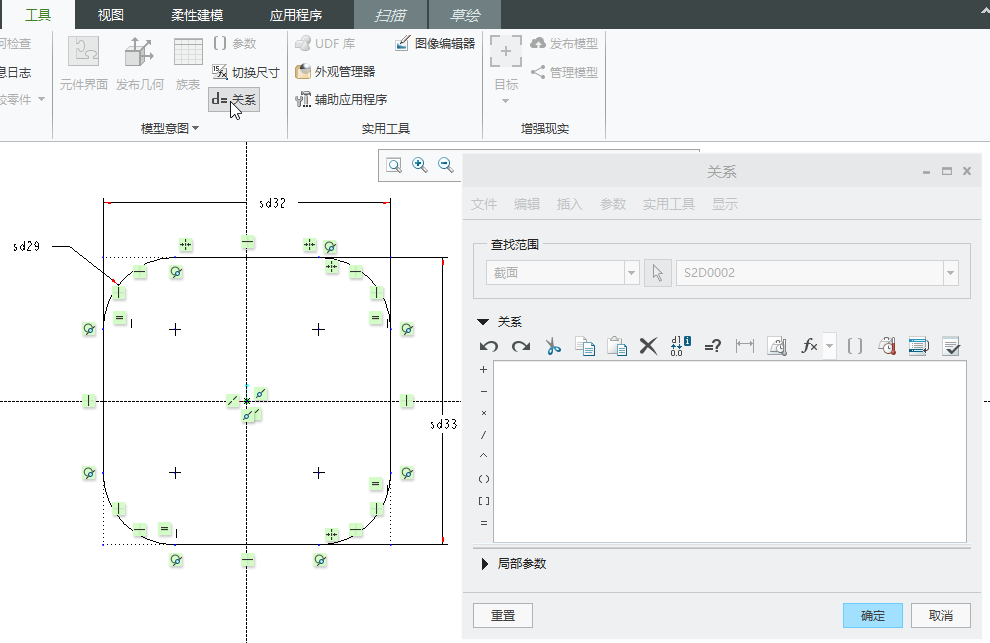 工具 视图 柔性建模 应用程序 扫描 草绘
何检查 [ ] 参数 UDF 库 图像编辑器 发布模型
息日志 切换尺寸 外观管理器 管理模型
元件界面 发布几何 族表 目标
零件 d= 关系 辅助应用程序
模型意图 实用工具 增强现实
关系
文件 编辑 插入 参数 实用工具 显示
查找范围
截面 S2D0002
关系
=? fx [ ]
+
-
×
/
^
( )
[ ]
=
局部参数
重置 确定 取消
sd32
sd29
sd33